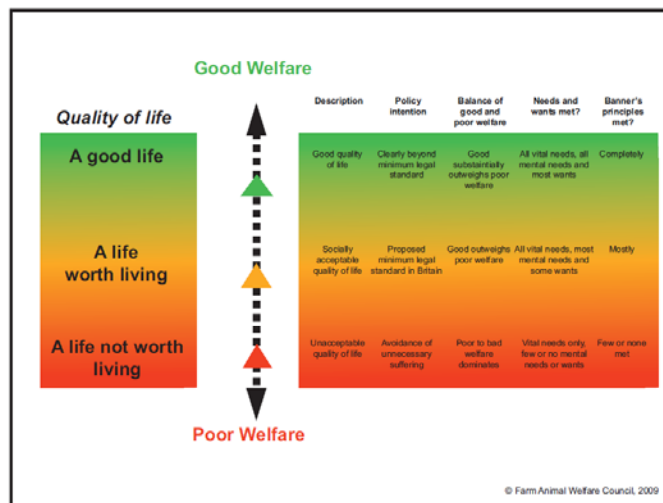 Good Welfare
Quality of life
A good life
A life
worth living
A life not worth
living
Poor Welfare
Description
Policy
intention
Balance of
good and
poor welfare
Needs and
wants met?
Banner's
principles
met?
Good quality
of life
Clearly beyond
minimum legal
standard
Good
substaintially
outweighs poor
welfare
All vital needs, all
mental needs and
most wants
Completely
Socially
acceptable
quality of life
Proposed
minimum legal
standard in Britain
Good outweighs
poor welfare
All vital needs, most
mental needs and
some wants
Mostly
Unacceptable
quality of life
Avoidance of
unnecessary
suffering
Poor to bad
welfare
dominates
Vital needs only,
few or no mental
needs or wants
Few or none
met
© Farm Animal Welfare Council, 2009